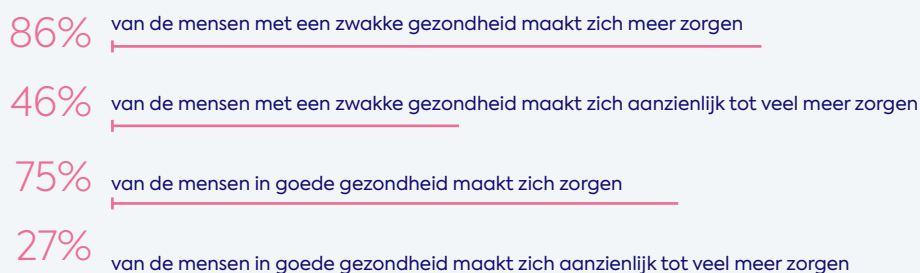 86% van de mensen met een zwakke gezondheid maakt zich meer zorgen
46% van de mensen met een zwakke gezondheid maakt zich aanzienlijk tot veel meer zorgen
75% van de mensen in goede gezondheid maakt zich zorgen
27% van de mensen in goede gezondheid maakt zich aanzienlijk tot veel meer zorgen